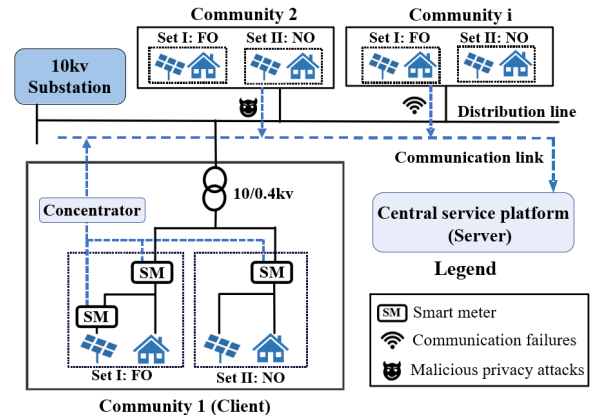 Community 2
Community i
Set I: FO
Set II: NO
Set I: FO
Set II: NO
10kv
Substation
Distribution line
Communication link
10/0.4kv
Concentrator
Central service platform
(Server)
SM
SM
SM
Legend
SM Smart meter
Communication failures
Malicious privacy attacks
Set I: FO
Set II: NO
Community 1 (Client)